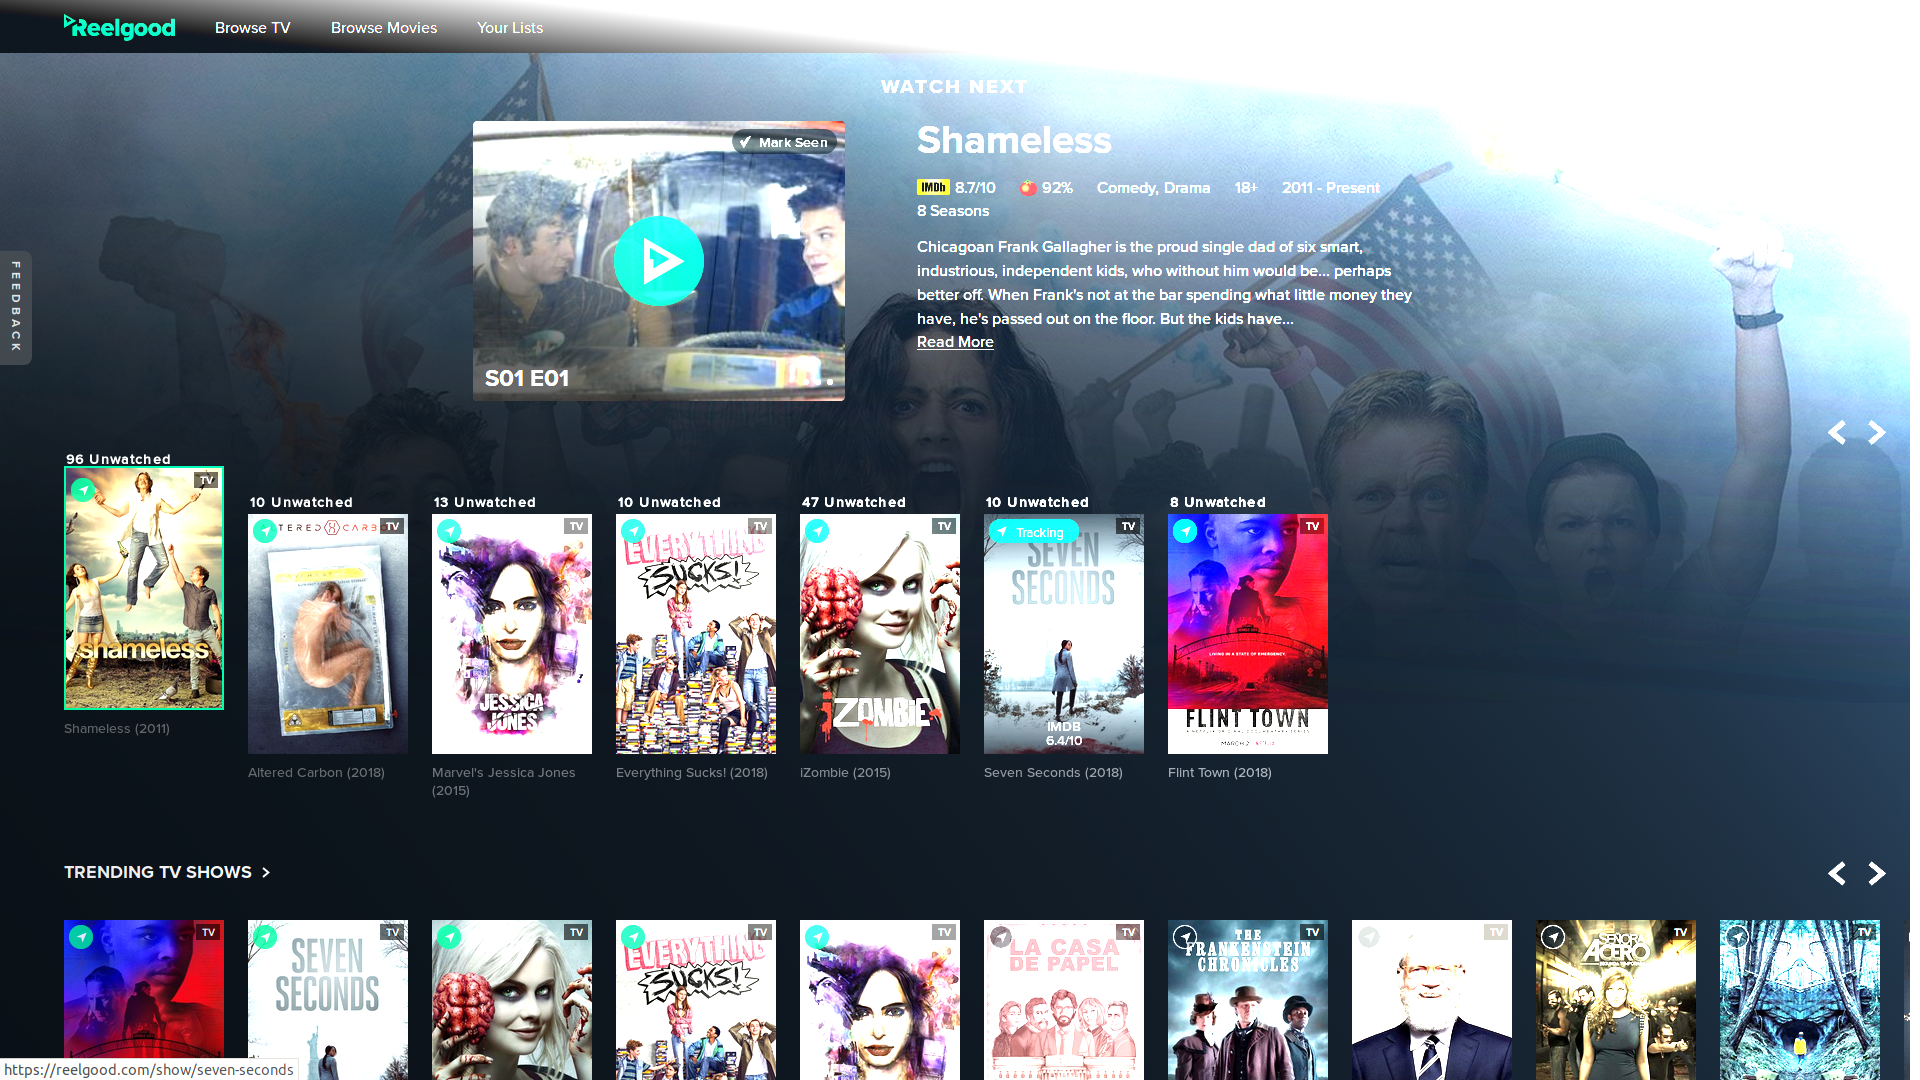 Reelgood
Browse TV
Browse Movies
Your Lists
WATCH NEXT
Mark Seen
S01 E01
Shameless
IMDb 8.7/10 92% Comedy, Drama 18+ 2011 - Present
8 Seasons
Chicagoan Frank Gallagher is the proud single dad of six smart,
industrious, independent kids, who without him would be... perhaps
better off. When Frank's not at the bar spending what little money they
have, he's passed out on the floor. But the kids have...
Read More
FEEDBACK
96 Unwatched
TV
shameless
Shameless (2011)
10 Unwatched
TERED CARB
TV
Altered Carbon (2018)
13 Unwatched
TV
JESSICA
JONES
Marvel's Jessica Jones
(2015)
10 Unwatched
TV
EVERYTHING
SUCKS!
Everything Sucks! (2018)
47 Unwatched
TV
iZOMBiE
iZombie (2015)
10 Unwatched
Tracking
TV
SEVEN
SECONDS
IMDB
6.4/10
Seven Seconds (2018)
8 Unwatched
TV
LIVING IN A STATE OF EMERGENCY.
FLINT TOWN
A NETFLIX ORIGINAL DOCUMENTARY SERIES
MARCH 2
Flint Town (2018)
TRENDING TV SHOWS >
TV
TV
SEVEN
SECONDS
TV
TV
EVERYTHING
SUCKS!
TV
TV
LA CASA
DE PAPEL
TV
THE
FRANKENSTEIN
CHRONICLES
TV
TV
SEÑORA
ACERO
TV
https://reelgood.com/show/seven-seconds